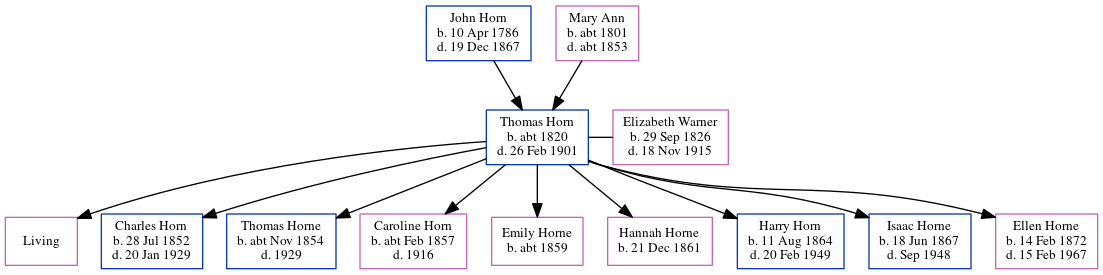 John Horn
b. 10 Apr 1786
d. 19 Dec 1867
Mary Ann
b. abt 1801
d. abt 1853
Thomas Horn
b. abt 1820
d. 26 Feb 1901
Elizabeth Warner
b. 29 Sep 1826
d. 18 Nov 1915
Living
Charles Horn
b. 28 Jul 1852
d. 20 Jan 1929
Thomas Horne
b. abt Nov 1854
d. 1929
Caroline Horn
b. abt Feb 1857
d. 1916
Emily Horne
b. abt 1859
Hannah Horne
b. 21 Dec 1861
Harry Horn
b. 11 Aug 1864
d. 20 Feb 1949
Isaac Horne
b. 18 Jun 1867
d. Sep 1948
Ellen Horne
b. 14 Feb 1872
d. 15 Feb 1967